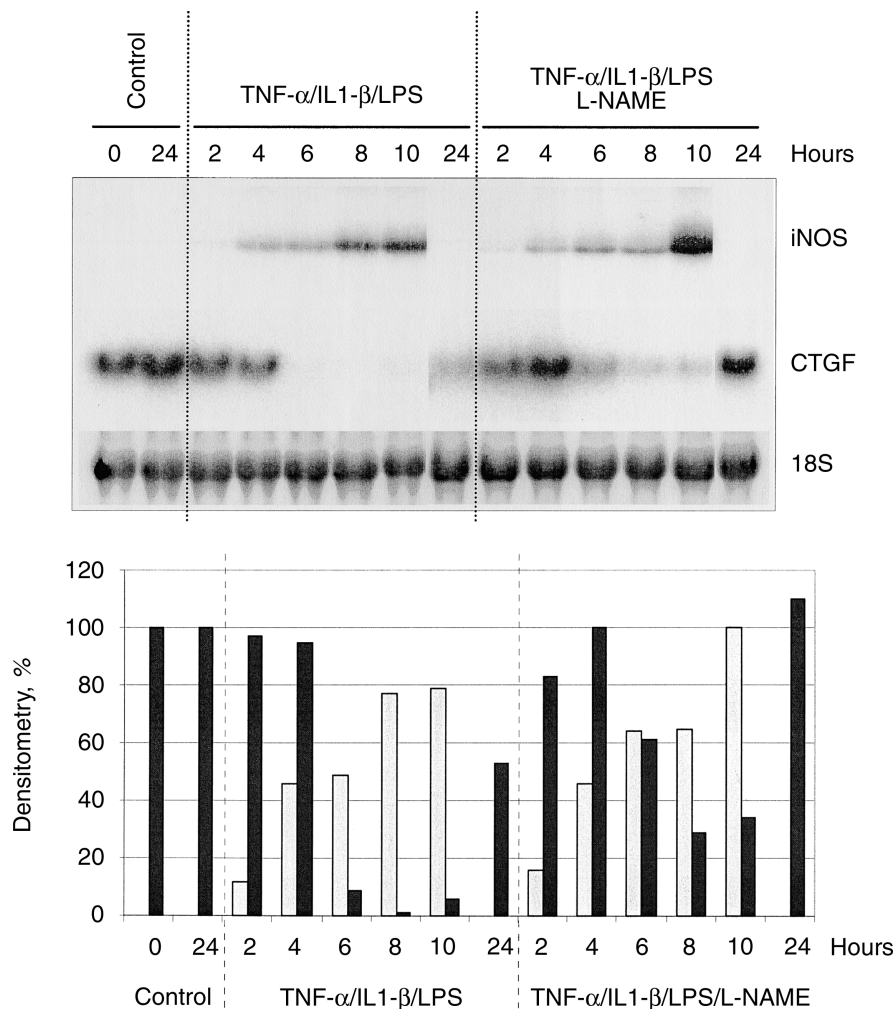 Control
TNF-α/IL1-β/LPS
TNF-α/IL1-β/LPS
L-NAME
0 24 2 4 6 8 10 24 2 4 6 8 10 24 Hours
iNOS
CTGF
18S
Densitometry, %
120
100
80
60
40
20
0
0 24 2 4 6 8 10 24 2 4 6 8 10 24 Hours
Control TNF-α/IL1-β/LPS TNF-α/IL1-β/LPS/L-NAME